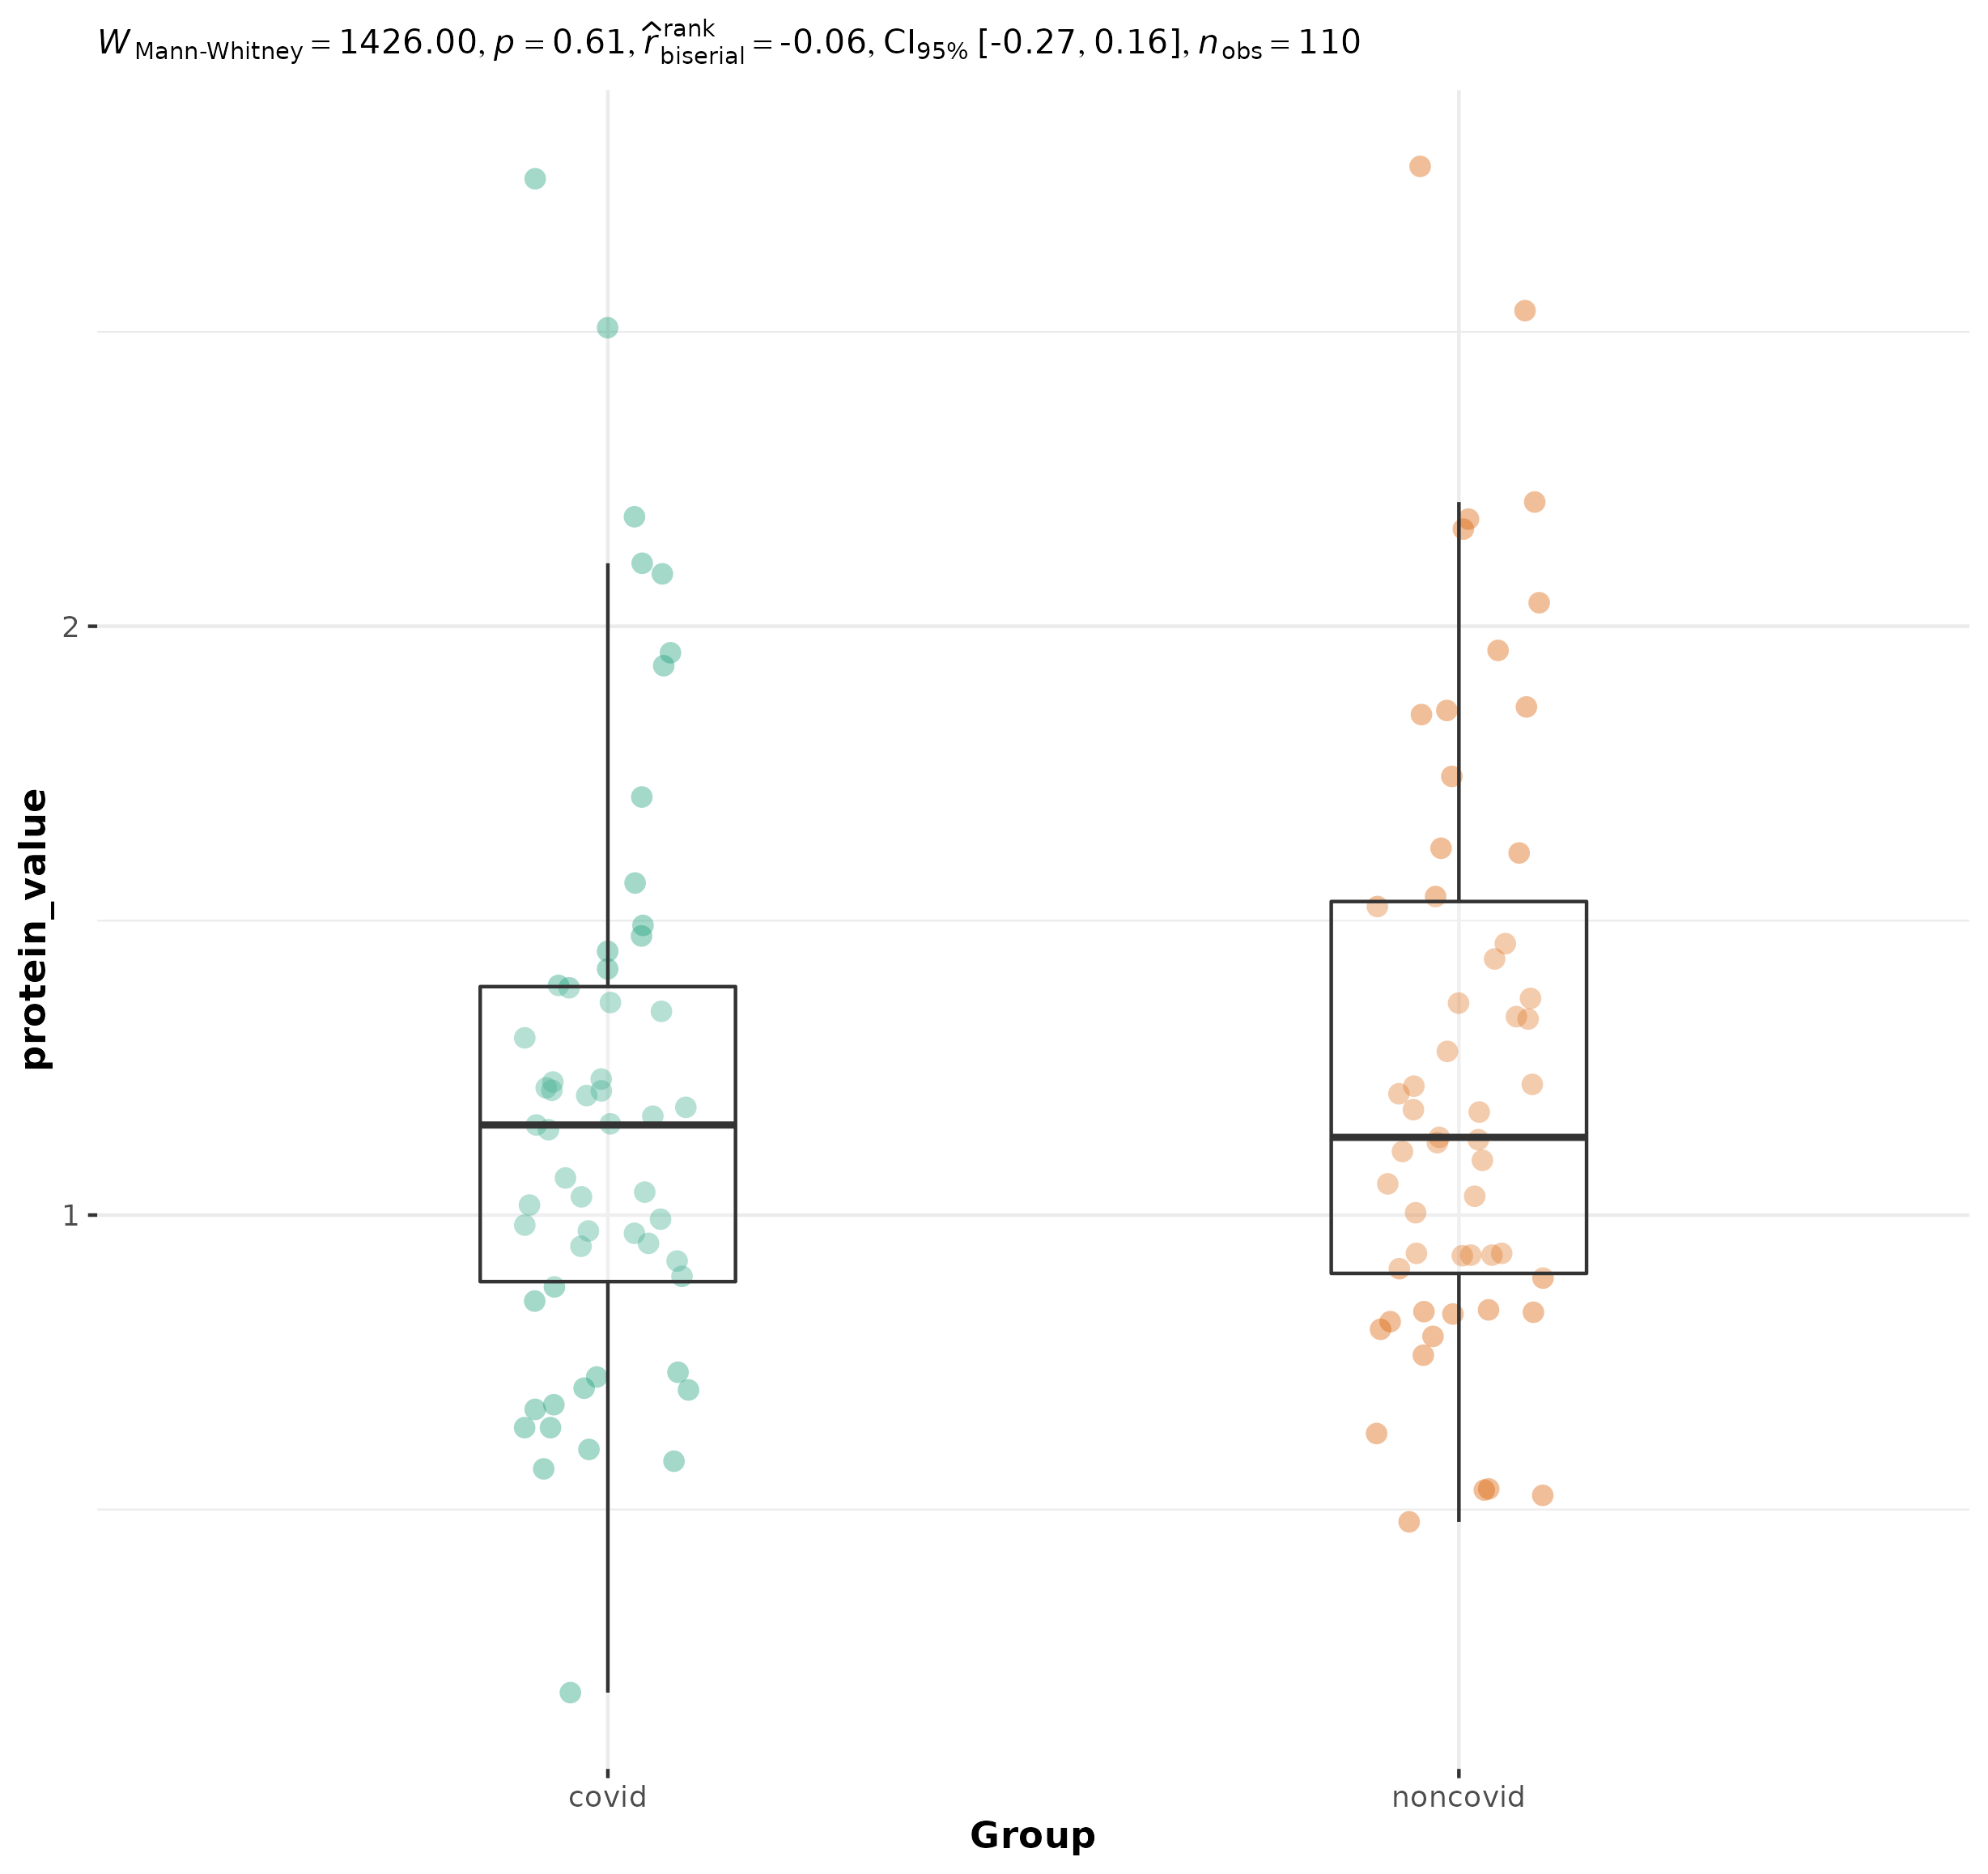 W Mann-Whitney = 1426.00, p = 0.61, r̂ rank biserial = -0.06, CI95% [-0.27, 0.16], nobs = 110
protein_value
2
1
covid noncovid
Group